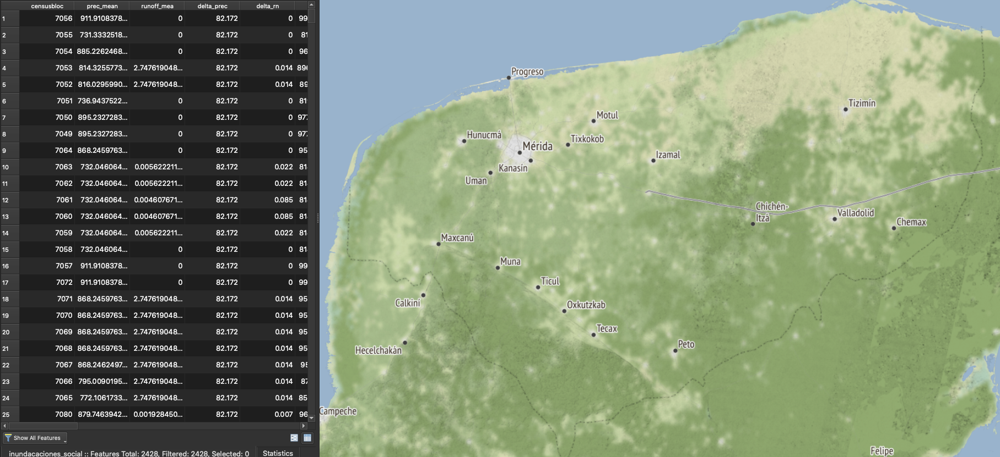 censusbloc prec_mean runoff_mea delta_prec delta_rn
1 7056 911.9108378... 0 82.172 0 99
2 7055 731.3332518... 0 82.172 0 81
3 7054 885.2262468... 0 82.172 0 96
4 7053 814.3255773... 2.747619048... 82.172 0.014 896
5 7052 816.0295990... 2.747619048... 82.172 0.014 89
6 7051 736.9437522... 0 82.172 0 81
7 7050 895.2327283... 0 82.172 0 977
8 7049 895.2327283... 0 82.172 0 977
9 7064 868.2459763... 0 82.172 0 95
10 7063 732.046064... 0.005622211... 82.172 0.022 81
11 7062 732.046064... 0.005622211... 82.172 0.022 81
12 7061 732.046064... 0.004607671... 82.172 0.085 81
13 7060 732.046064... 0.004607671... 82.172 0.085 81
14 7059 732.046064... 0.005622211... 82.172 0.022 81
15 7058 732.046064... 0 82.172 0 81
16 7057 911.9108378... 0 82.172 0 99
17 7072 911.9108378... 0 82.172 0 99
18 7071 868.2459763... 2.747619048... 82.172 0.014 95
19 7070 868.2459763... 2.747619048... 82.172 0.014 95
20 7069 868.2459763... 2.747619048... 82.172 0.014 95
21 7068 868.2459763... 2.747619048... 82.172 0.014 95
22 7067 868.2462497... 2.747619048... 82.172 0.014 95
23 7066 795.0090195... 2.747619048... 82.172 0.014 87
24 7065 772.1061733... 2.747619048... 82.172 0.014 85
25 7080 879.7463942... 0.001928450... 82.172 0.007 96
Show All Features
inundacaciones_social :: Features Total: 2428, Filtered: 2428, Selected: 0
Statistics
Progreso
Tizimín
Motul
Hunucmá
Tixkokob
Mérida
Izamal
Kanasín
Uman
Chichén-
Itzá
Valladolid
Chemax
Maxcanú
Muna
Ticul
Calkiní
Oxkutzkab
Tecax
Hecelchakán
Peto
Campeche
Felipe